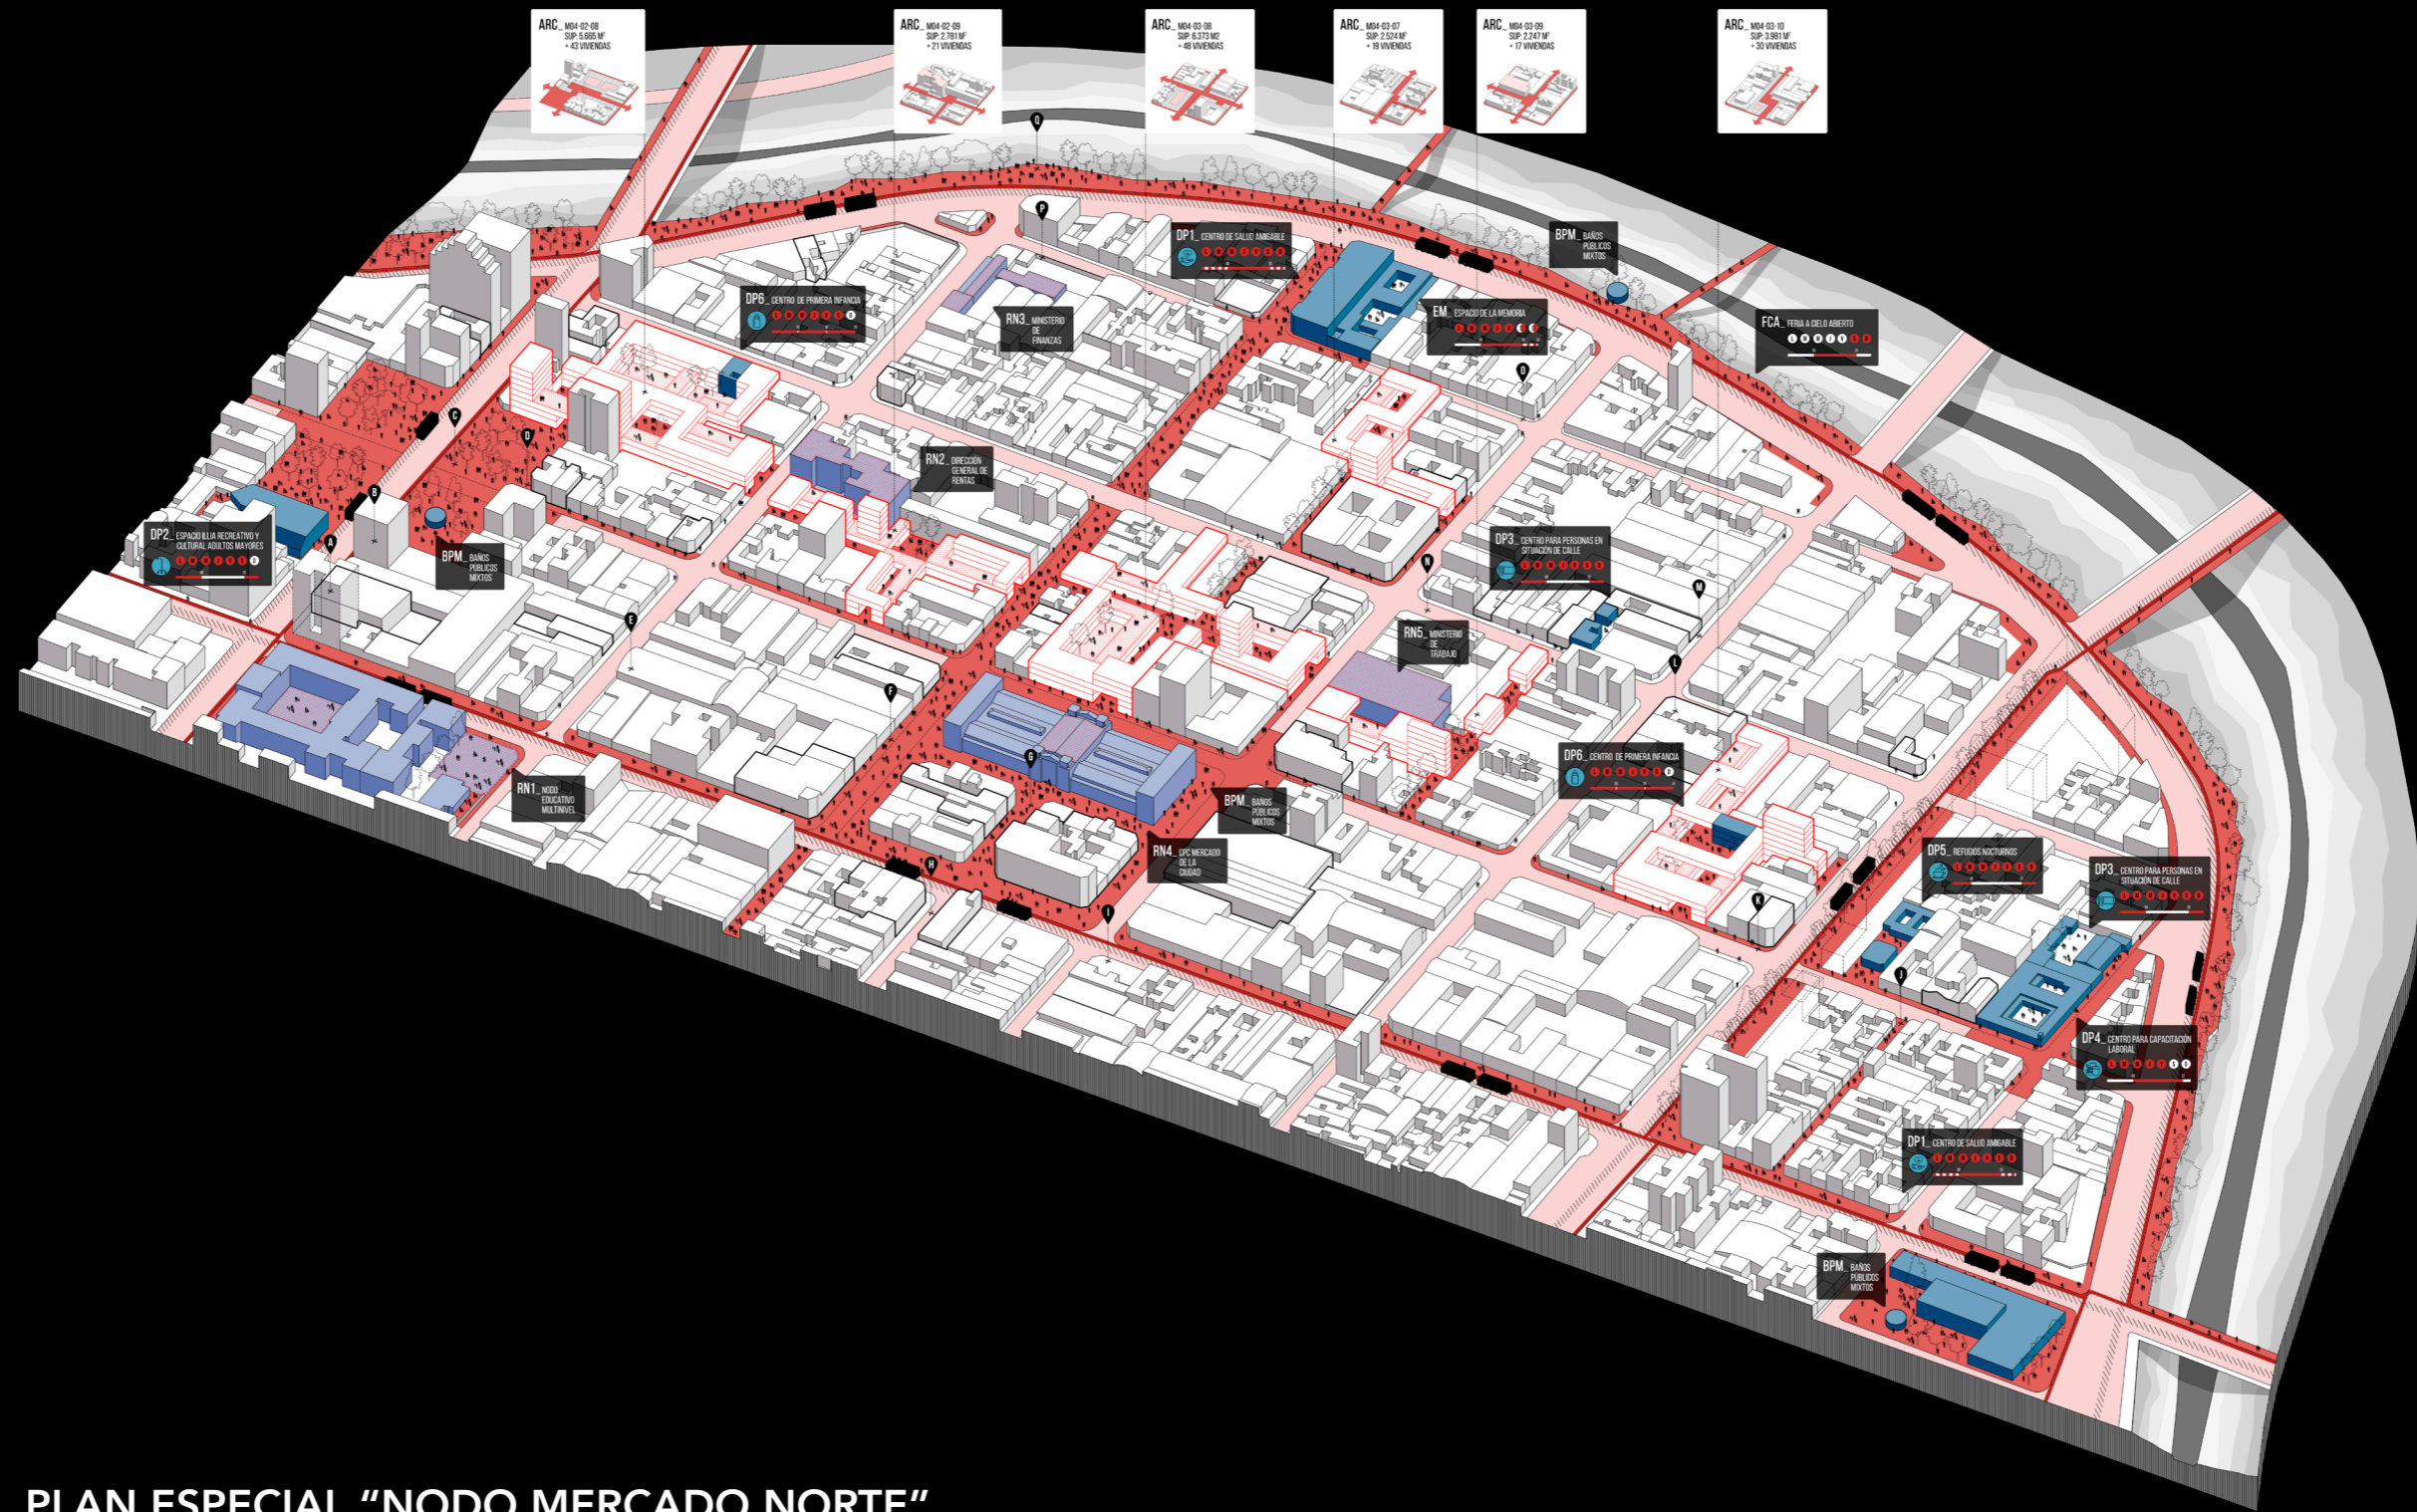 ARC_ M04-02-08
SUP: 5.665 M²
+ 43 VIVIENDAS
ARC_ M04-02-09
SUP: 2.781 M²
+ 21 VIVIENDAS
ARC_ M04-03-08
SUP: 6.373 M2
+ 48 VIVIENDAS
ARC_ M04-03-07
SUP: 2.524 M²
+ 19 VIVIENDAS
ARC_ M04-03-09
SUP: 2.247 M²
+ 17 VIVIENDAS
ARC_ M04-03-10
SUP: 3.981 M²
+ 30 VIVIENDAS
Q
P
DP1_ CENTRO DE SALUD AMIGABLE
BPM_ BAÑOS
PÚBLICOS
MIXTOS
DP6_ CENTRO DE PRIMERA INFANCIA
RN3_ MINISTERIO
DE
FINANZAS
EM_ ESPACIO DE LA MEMORIA
FCA_ FERIA A CIELO ABIERTO
O
C
D
RN2_ DIRECCIÓN
GENERAL DE
RENTAS
B
A
DP2_ ESPACIO ILLIA RECREATIVO Y
CULTURAL ADULTOS MAYORES
BPM_ BAÑOS
PÚBLICOS
MIXTOS
DP3_ CENTRO PARA PERSONAS EN
SITUACIÓN DE CALLE
N
M
E
RN5_ MINISTERIO
DE
TRABAJO
L
F
G
RN1_ NODO
EDUCATIVO
MULTINIVEL
DP6_ CENTRO DE PRIMERA INFANCIA
BPM_ BAÑOS
PÚBLICOS
MIXTOS
RN4_ CPC MERCADO
DE LA
CIUDAD
H
I
K
DP5_ REFUGIOS NOCTURNOS
DP3_ CENTRO PARA PERSONAS EN
SITUACIÓN DE CALLE
J
DP4_ CENTRO PARA CAPACITACIÓN
LABORAL
DP1_ CENTRO DE SALUD AMIGABLE
BPM_ BAÑOS
PÚBLICOS
MIXTOS
PLAN ESPECIAL “NODO MERCADO NORTE”